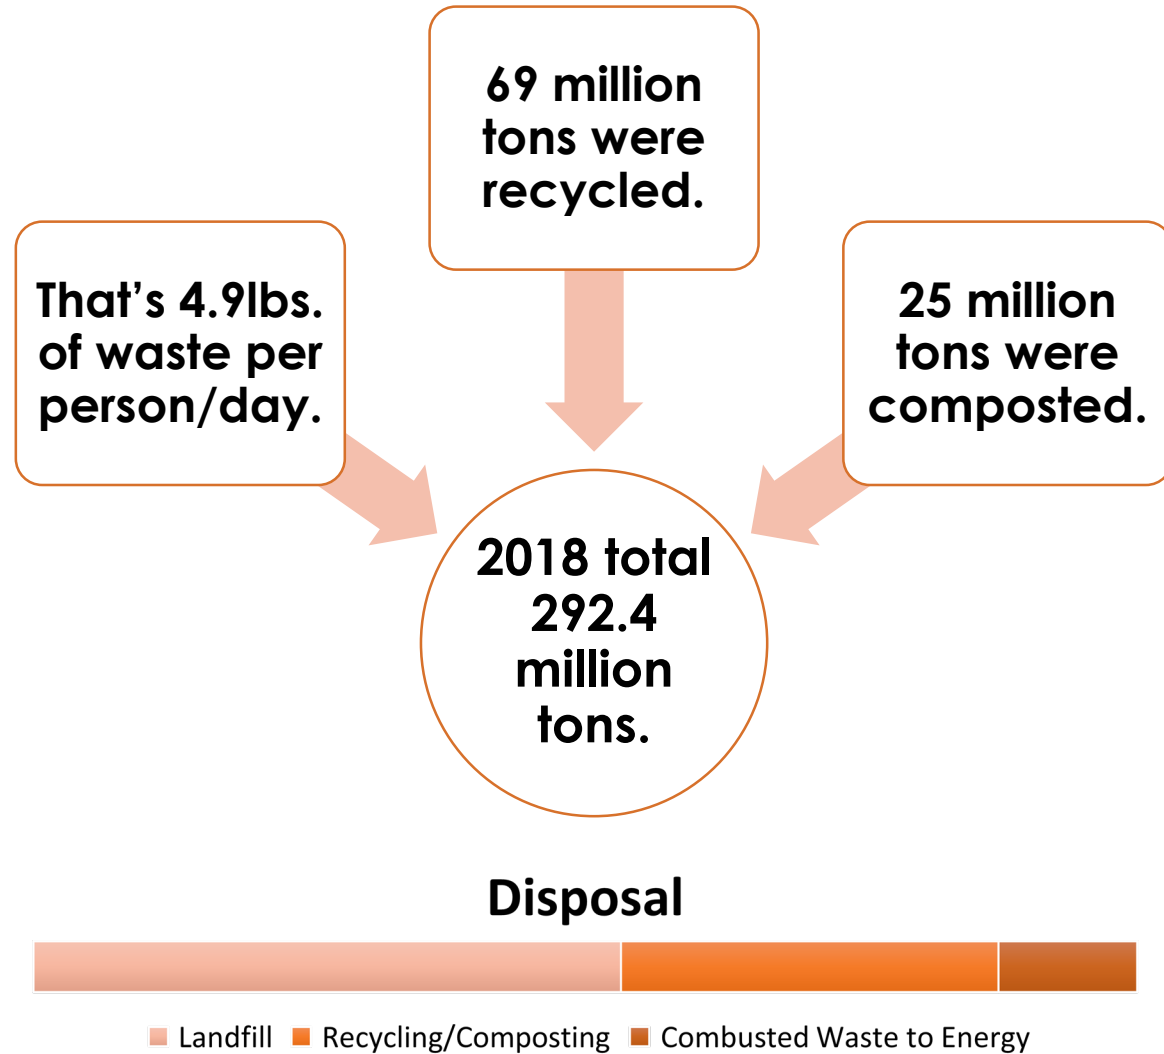 69 million
tons were
recycled.
That’s 4.9lbs.
of waste per
person/day.
25 million
tons were
composted.
2018 total
292.4
million
tons.
Disposal
Landfill Recycling/Composting Combusted Waste to Energy